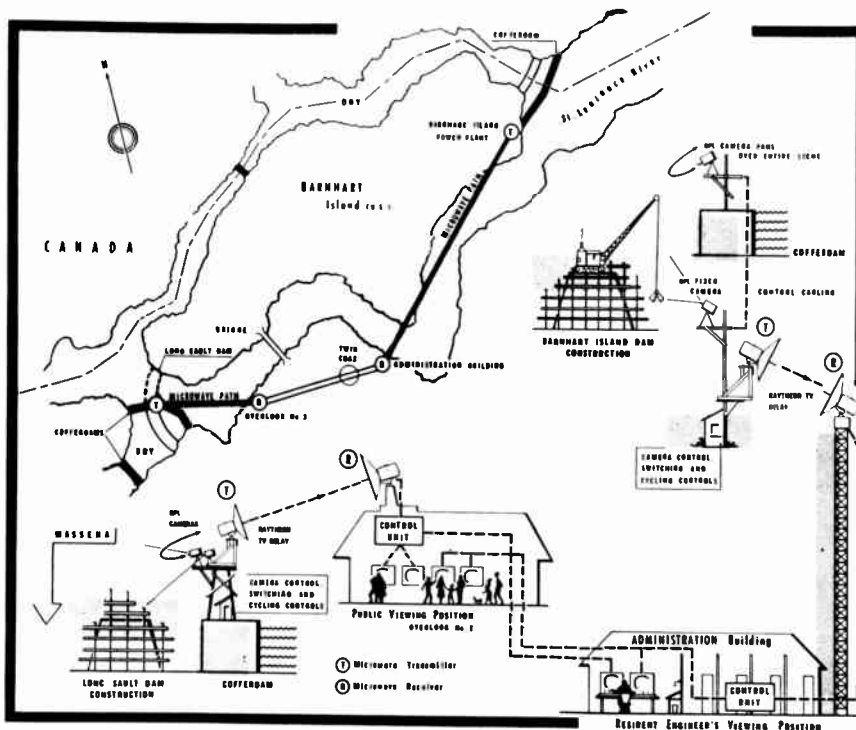 COFFERDAM
N
DRY
St. Lawrence River
BARNHART ISLAND
POWER PLANT
T
BARNHART
Island
MICROWAVE PATH
CANADA
BRIDGE
LONG SAULT DAM
TWIN
COAX
R
ADMINISTRATION BUILDING
MICROWAVE PATH
T
R
OVERLOOK No 2
COFFERDAMS
DRY
MASSENA
DPL CAMERA PANS
OVER ENTIRE SCENE
COFFERDAM
DPL FIXED
CAMERA
CONTROL CABLING
BARNHART ISLAND DAM
CONSTRUCTION
T
R
RAYTHEON TV
RELAY
CAMERA CONTROL
SWITCHING AND
CYCLING CONTROLS
T
R
DPL
CAMERAS
RAYTHEON
TV RELAY
CAMERA CONTROL
SWITCHING AND
CYCLING CONTROLS
CONTROL
UNIT
PUBLIC VIEWING POSITION
OVERLOOK No 2
LONG SAULT DAM
CONSTRUCTION
COFFERDAM
T Microwave Transmitter
R Microwave Receiver
ADMINISTRATION Building
CONTROL
UNIT
RESIDENT ENGINEER'S VIEWING POSITION